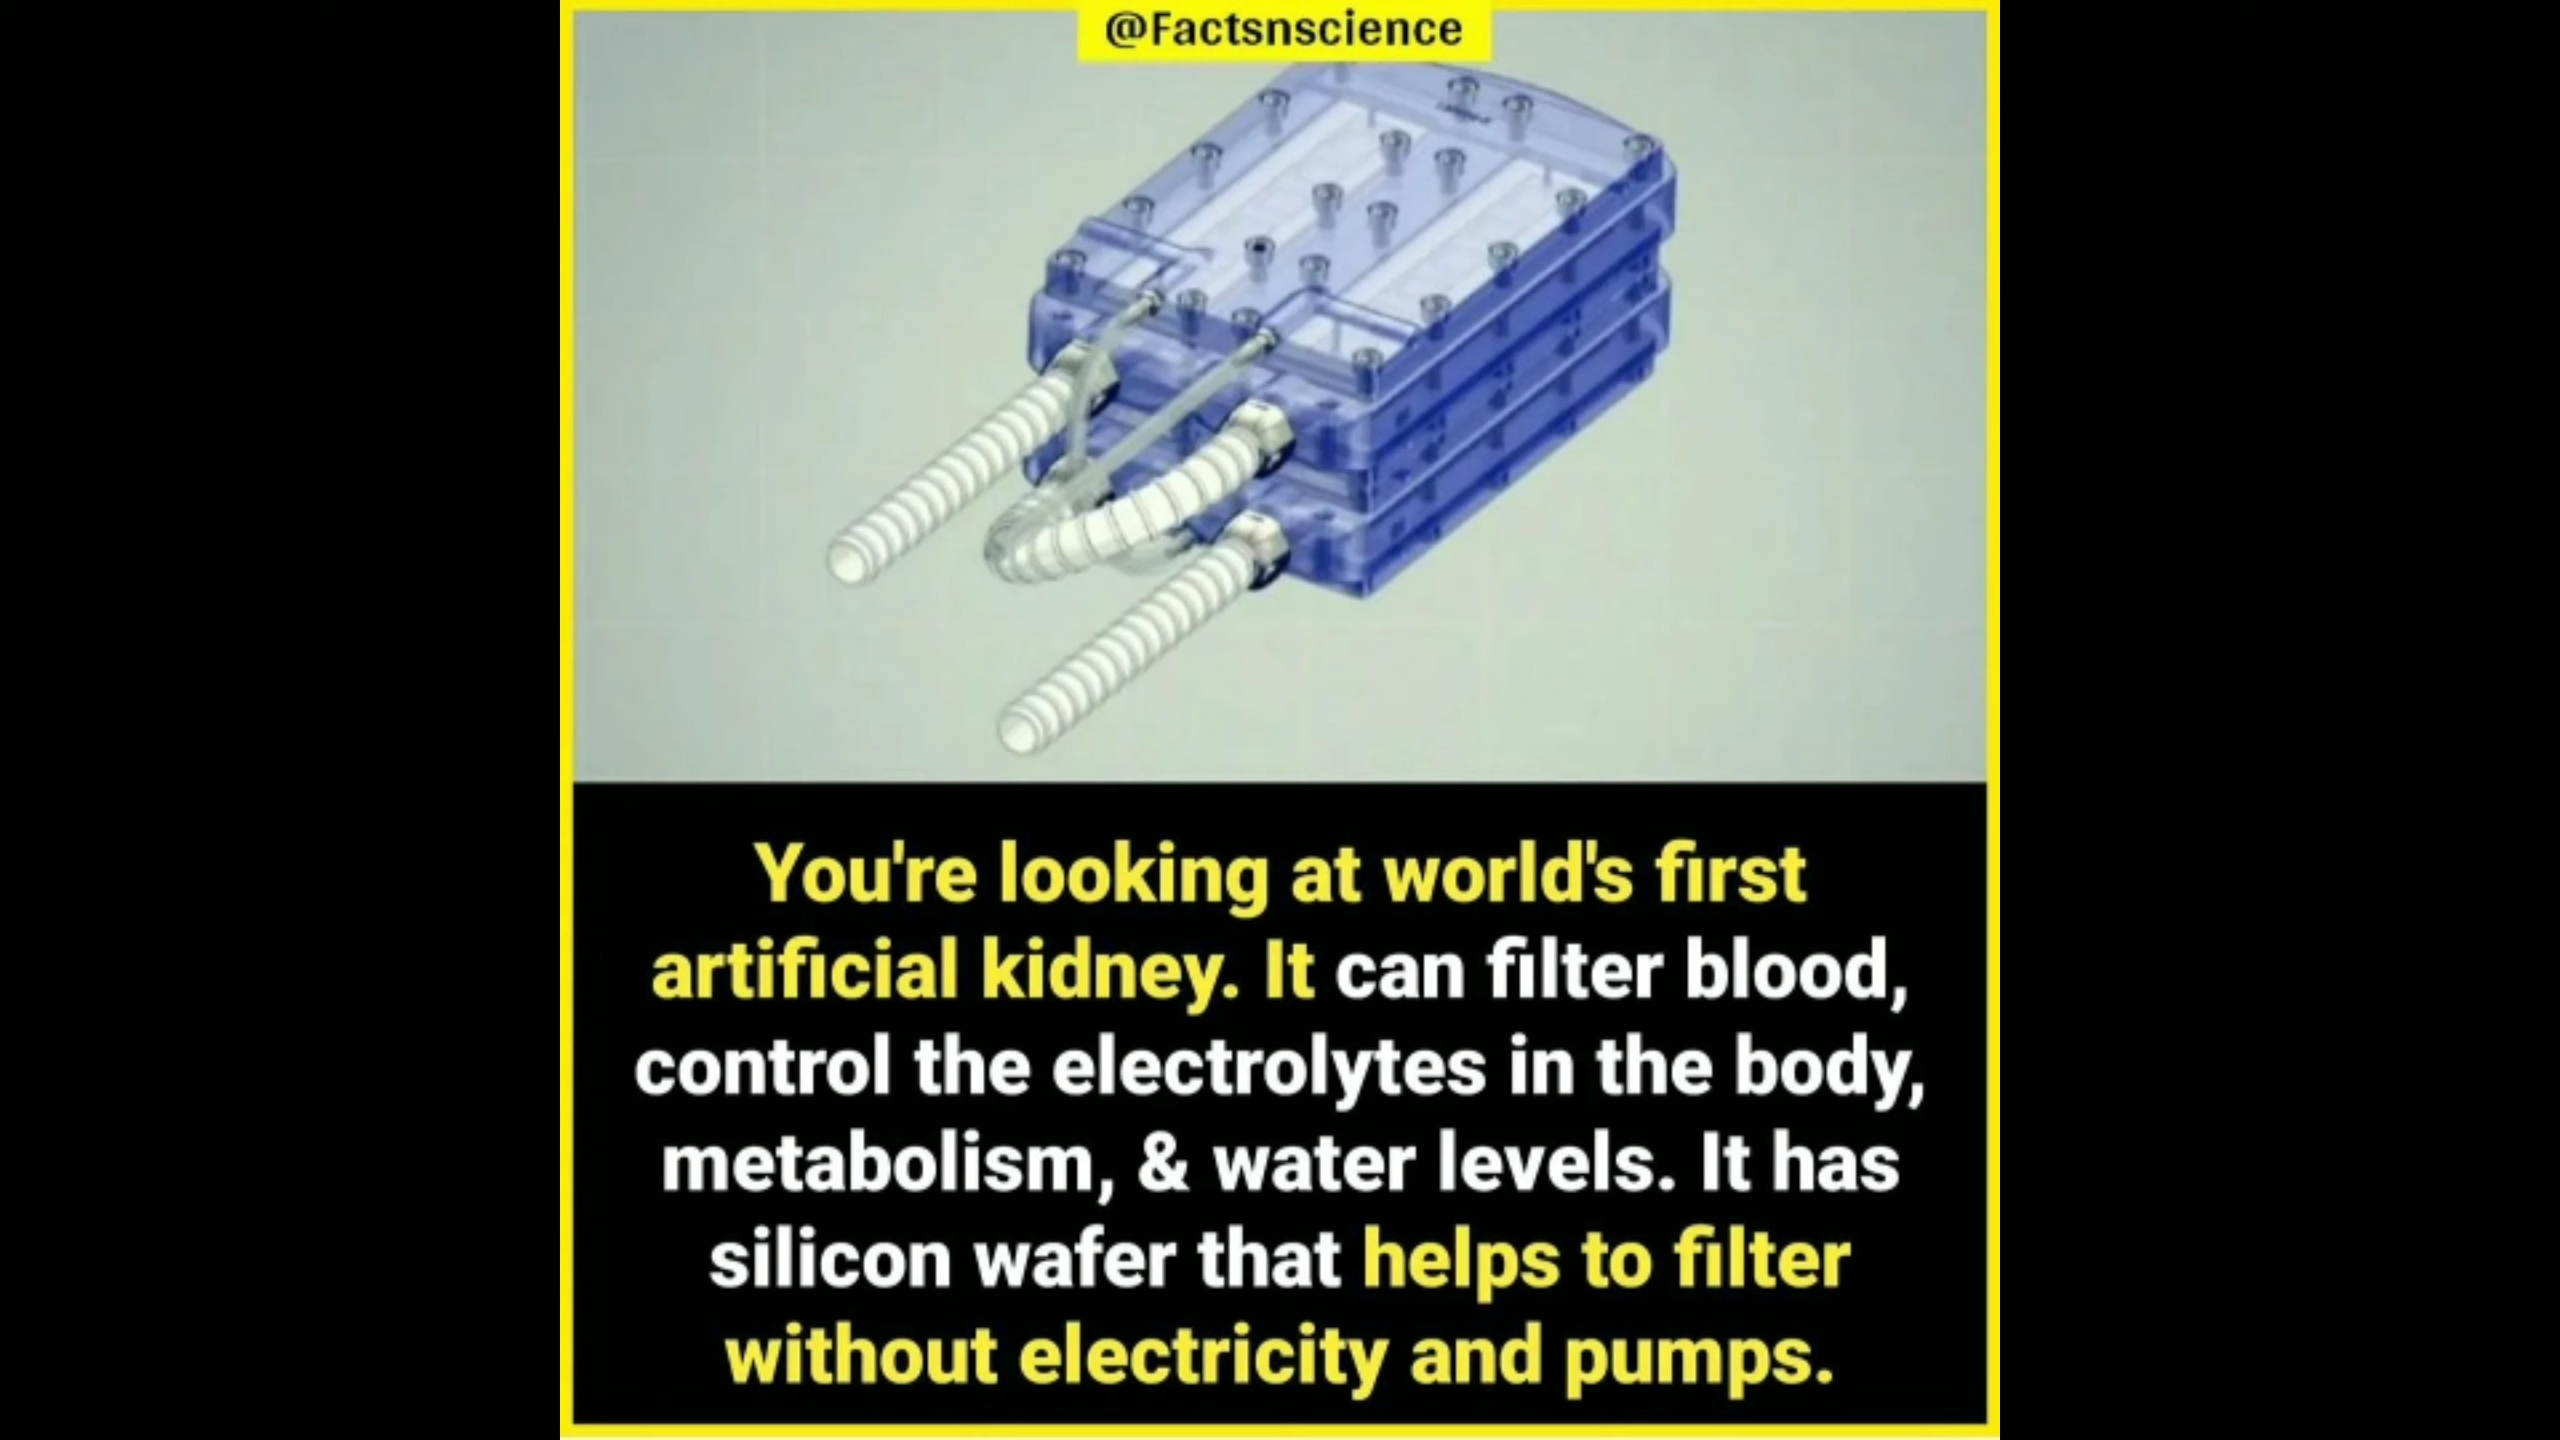 @Factsnscience
You're looking at world's first
artificial kidney. It can filter blood,
control the electrolytes in the body,
metabolism, & water levels. It has
silicon wafer that helps to filter
without electricity and pumps.